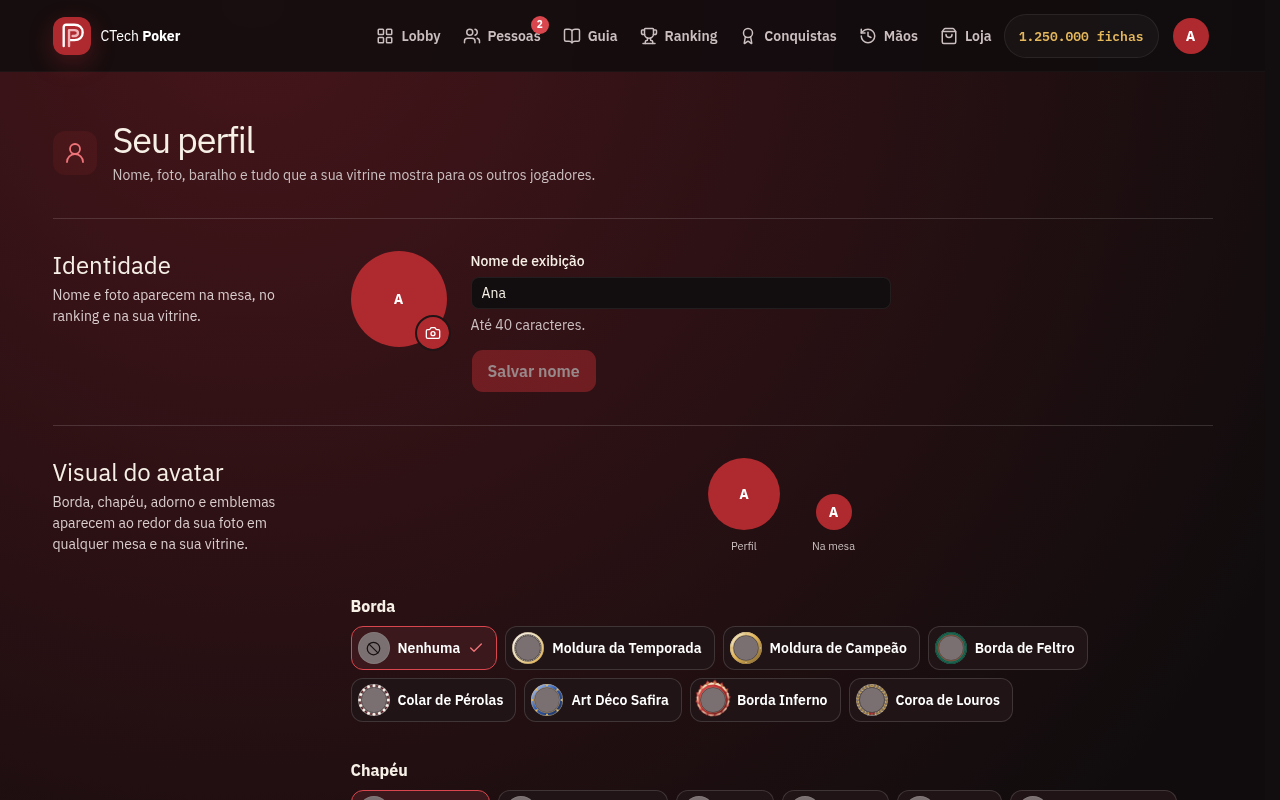 CTech Poker
Lobby
Pessoas
2
Guia
Ranking
Conquistas
Mãos
Loja
1.250.000 fichas
A
Seu perfil
Nome, foto, baralho e tudo que a sua vitrine mostra para os outros jogadores.
Identidade
Nome e foto aparecem na mesa, no
ranking e na sua vitrine.
A
Nome de exibição
Ana
Até 40 caracteres.
Salvar nome
Visual do avatar
Borda, chapéu, adorno e emblemas
aparecem ao redor da sua foto em
qualquer mesa e na sua vitrine.
A
Perfil
A
Na mesa
Borda
Nenhuma
Moldura da Temporada
Moldura de Campeão
Borda de Feltro
Colar de Pérolas
Art Déco Safira
Borda Inferno
Coroa de Louros
Chapéu